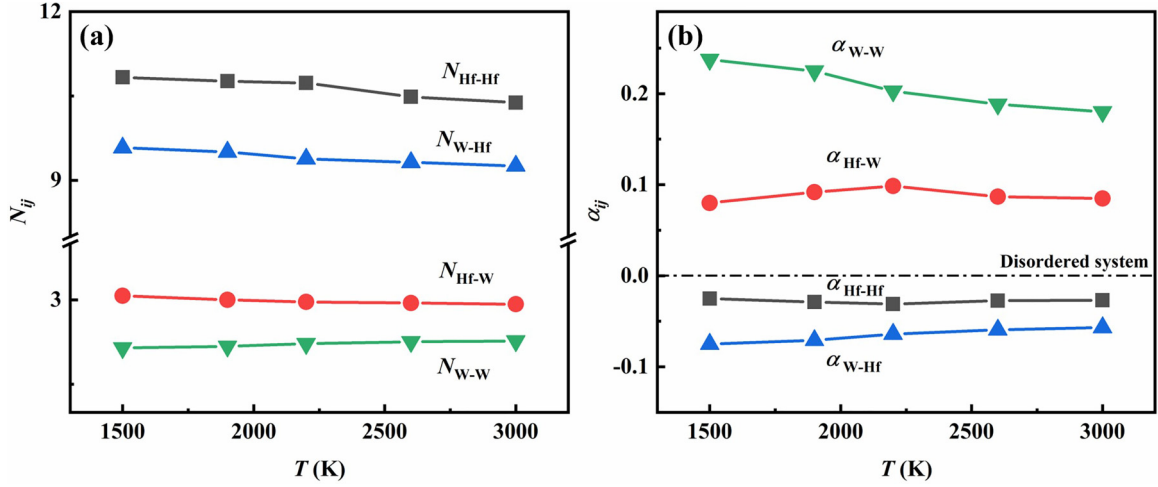 (a)
12
9
3
N_ij
N_Hf-Hf
N_W-Hf
N_Hf-W
N_W-W
1500 2000 2500 3000
T (K)
(b)
0.2
0.1
0.0
-0.1
α_ij
α_W-W
α_Hf-W
Disordered system
α_Hf-Hf
α_W-Hf
1500 2000 2500 3000
T (K)